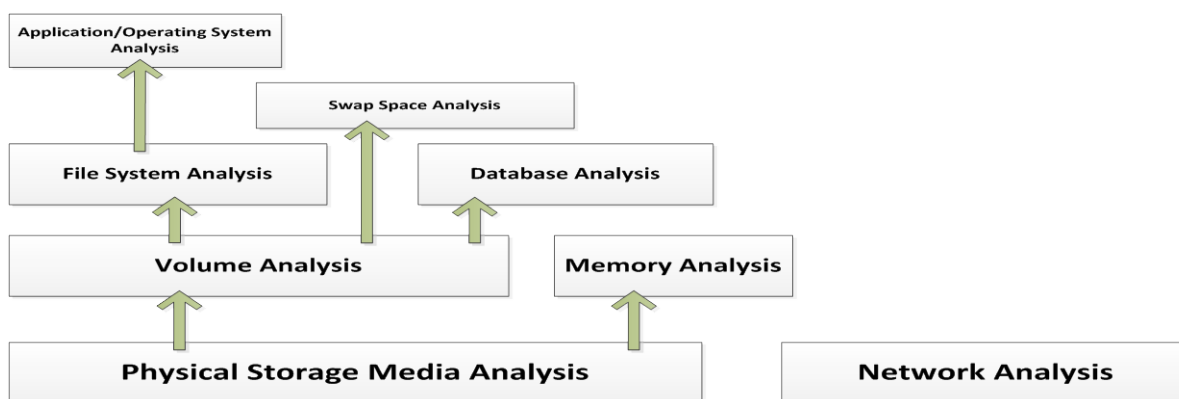 Application/Operating System
Analysis
Swap Space Analysis
File System Analysis
Database Analysis
Volume Analysis
Memory Analysis
Physical Storage Media Analysis
Network Analysis